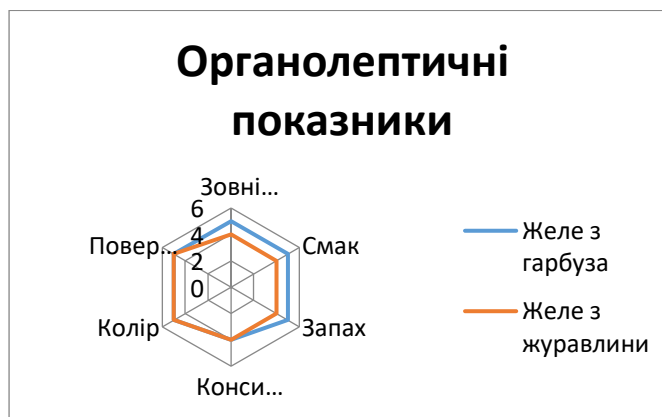 Органолептичні
показники
Зовні...
6
4
2
0
Смак
Повер...
Колір
Запах
Конси...
Желе з
гарбуза
Желе з
журавлини